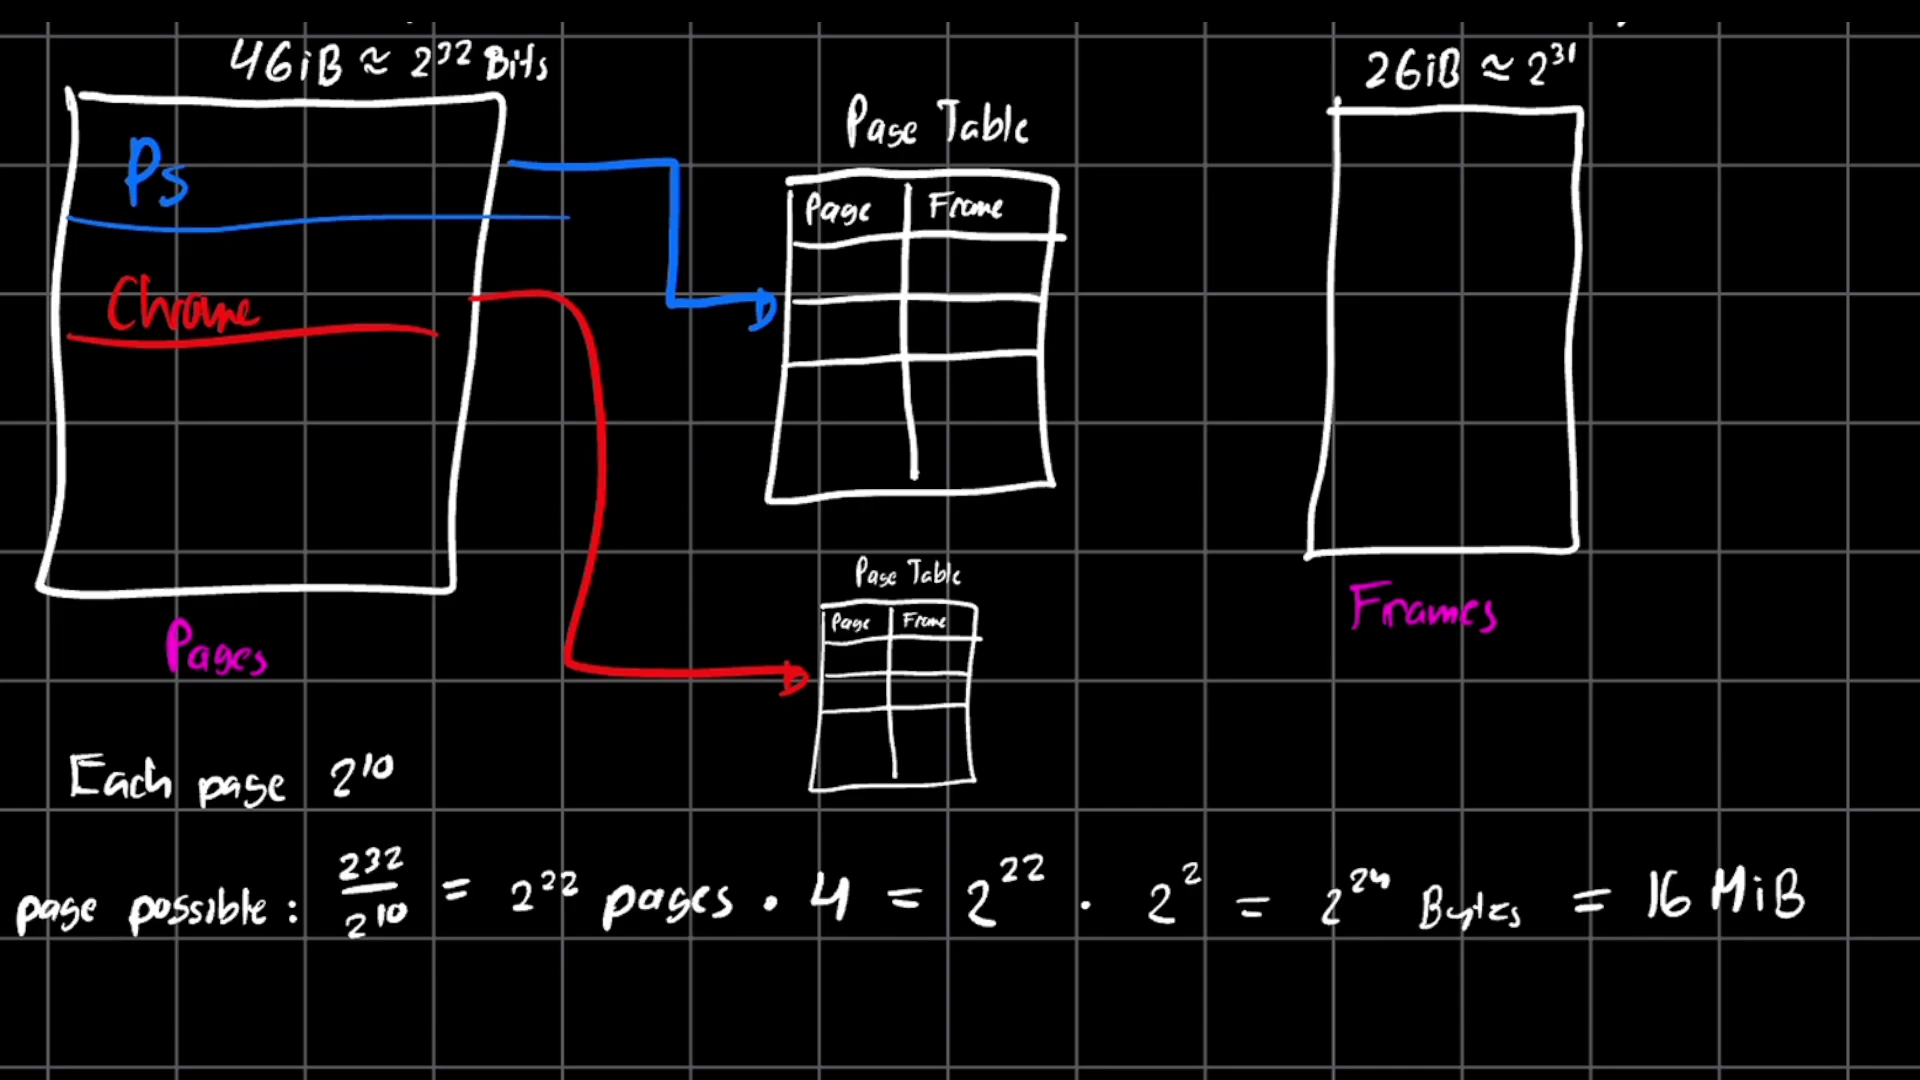 4GiB ≈ 2³² Bits
2GiB ≈ 2³¹
Page Table
Ps
Page Frame
Chrome
Page Table
Page Frame
Frames
Pages
Each page 2¹⁰
page possible: 2³²/2¹⁰ = 2²² pages · 4 = 2²² · 2² = 2²⁴ Bytes = 16 MiB